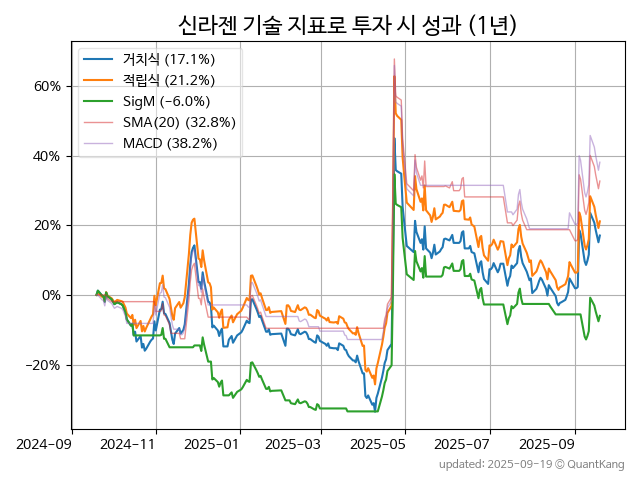 신라젠 기술 지표로 투자 시 성과 (1년)
거치식 (17.1%)
적립식 (21.2%)
SigM (−6.0%)
SMA(20) (32.8%)
MACD (38.2%)
60%
40%
20%
0%
−20%
2024-09 2024-11 2025-01 2025-03 2025-05 2025-07 2025-09
updated: 2025-09-19 © QuantKang